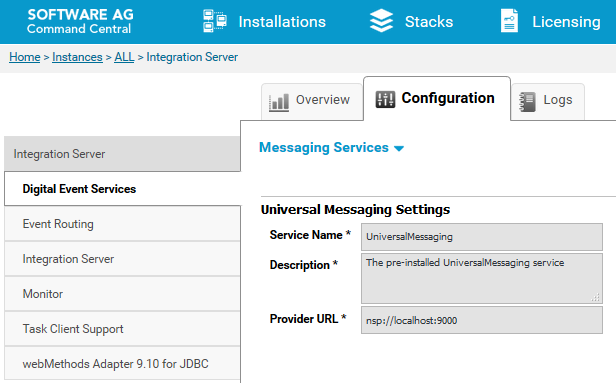 SOFTWARE AG
Command Central
Installations
Stacks
Licensing
Home > Instances > ALL > Integration Server
Overview
Configuration
Logs
Integration Server
Digital Event Services
Event Routing
Integration Server
Monitor
Task Client Support
webMethods Adapter 9.10 for JDBC
Messaging Services
Universal Messaging Settings
Service Name * UniversalMessaging
Description * The pre-installed UniversalMessaging service
Provider URL * nsp://localhost:9000